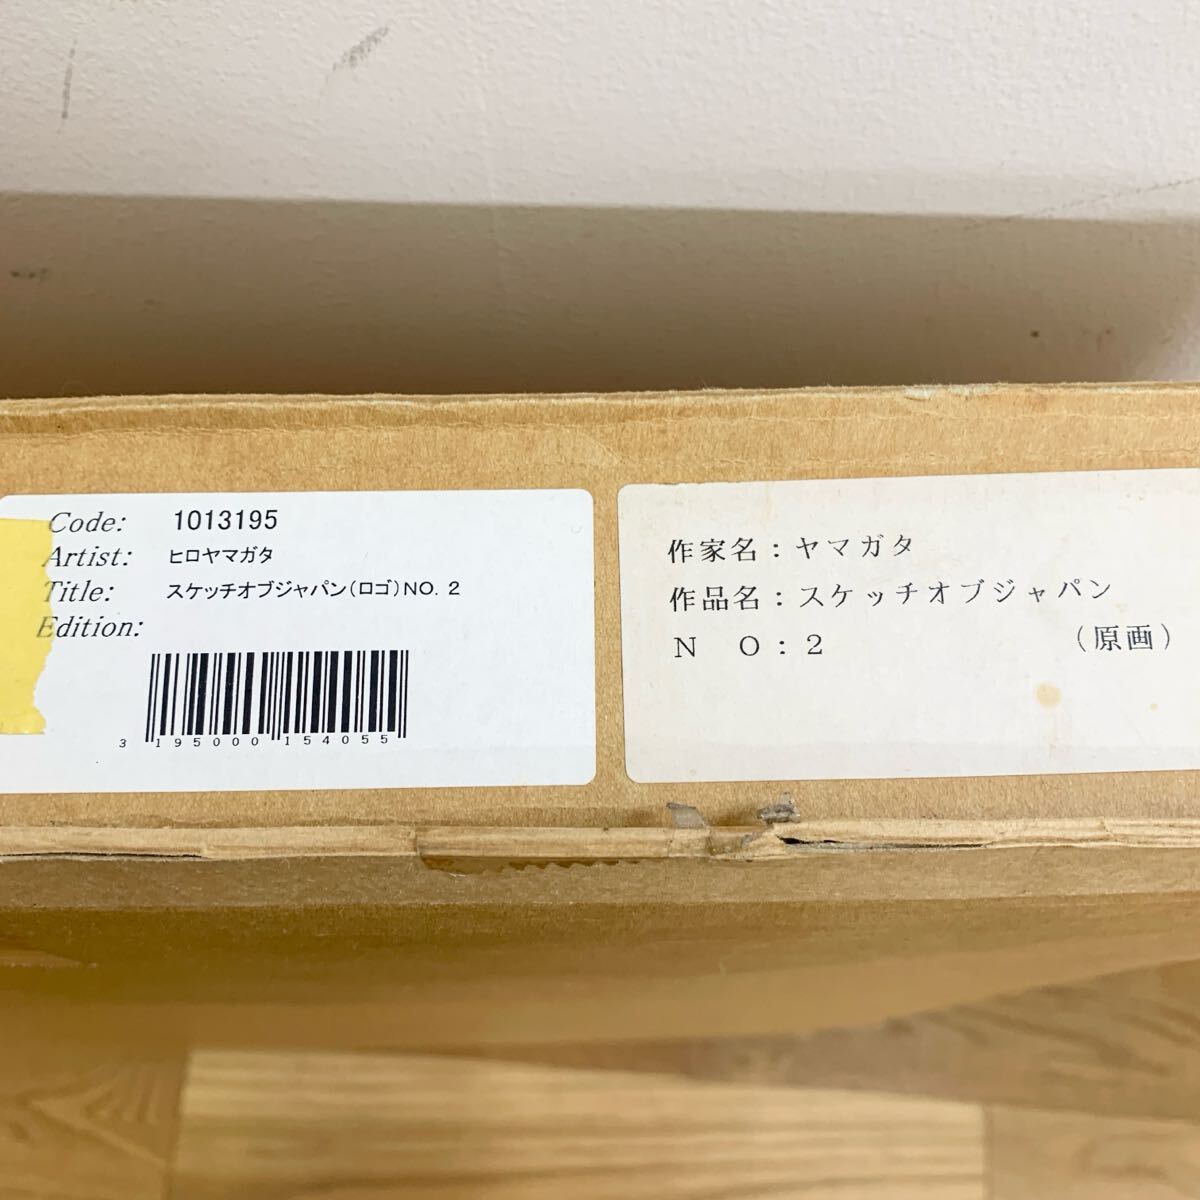 Code: 1013195
Artist: ヒロヤマガタ
Title: スケッチオブジャパン(ロゴ)NO. 2
Edition:
3 195000 154055
作家名：ヤマガタ
作品名：スケッチオブジャパン
ＮＯ：２ （原画）